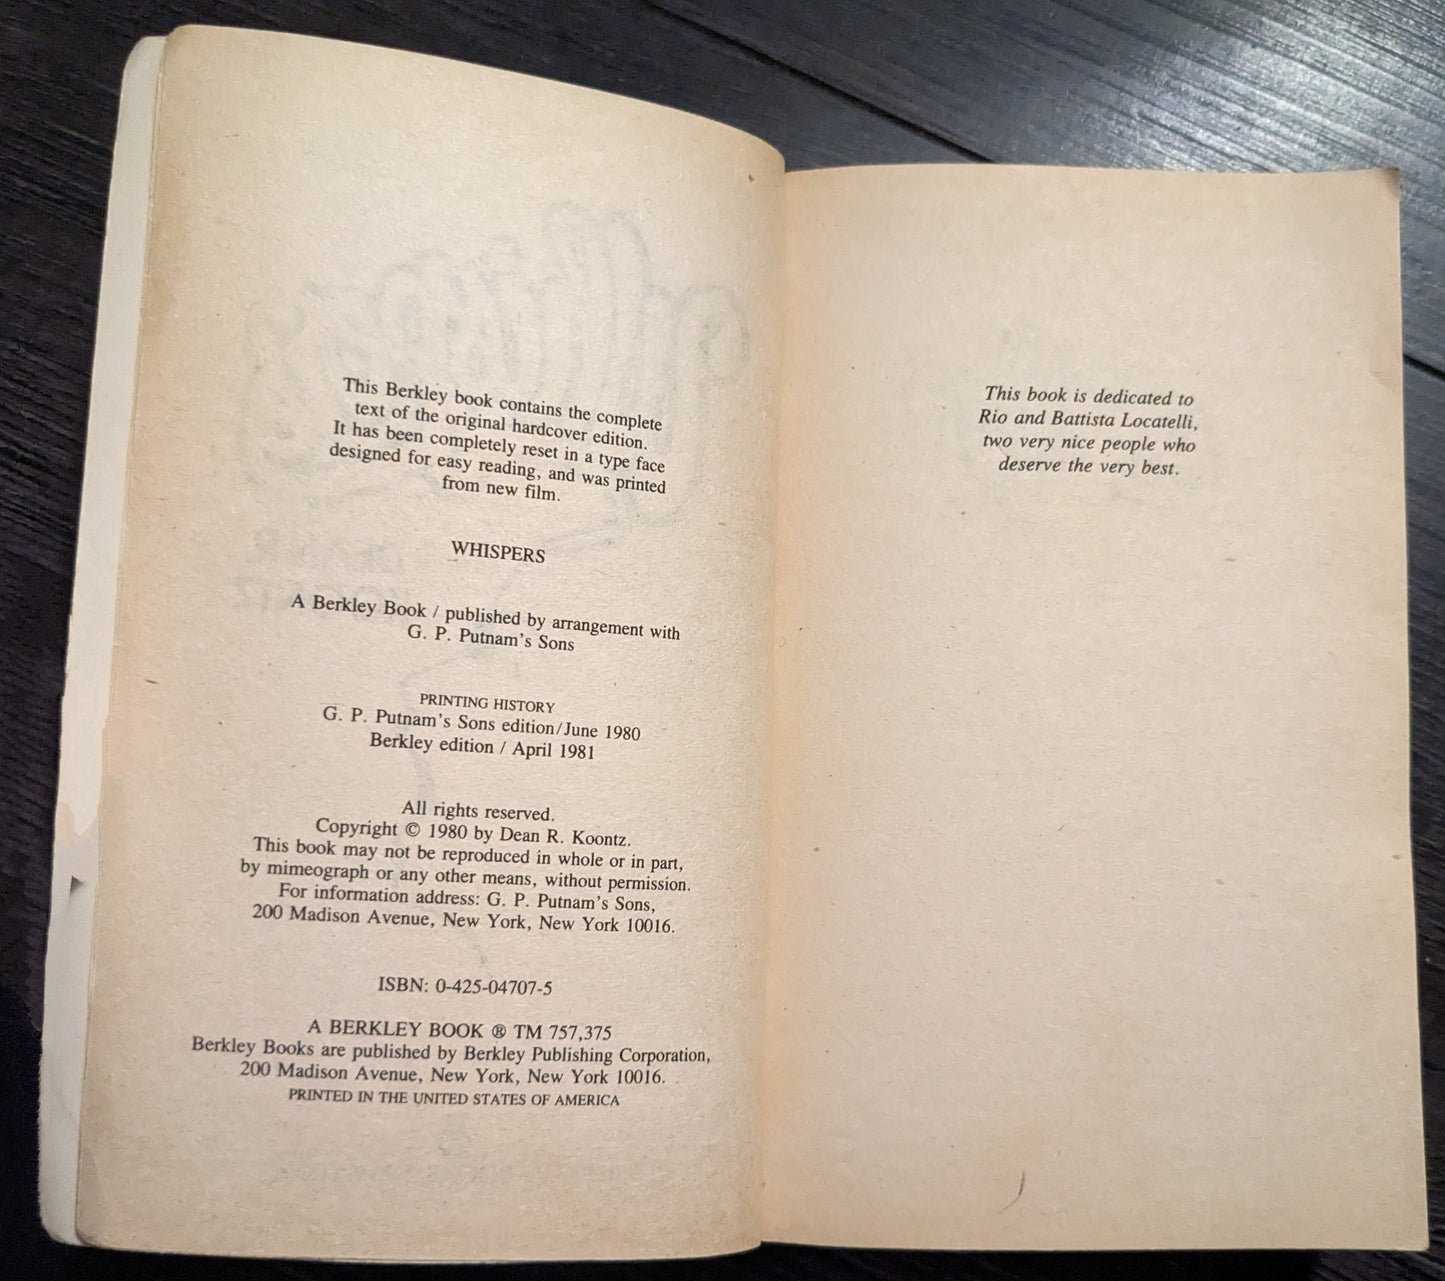 This Berkley book contains the complete
text of the original hardcover edition.
It has been completely reset in a type face
designed for easy reading, and was printed
from new film.
WHISPERS
A Berkley Book / published by arrangement with
G. P. Putnam's Sons
PRINTING HISTORY
G. P. Putnam's Sons edition/June 1980
Berkley edition / April 1981
All rights reserved.
Copyright © 1980 by Dean R. Koontz.
This book may not be reproduced in whole or in part,
by mimeograph or any other means, without permission.
For information address: G. P. Putnam's Sons,
200 Madison Avenue, New York, New York 10016.
ISBN: 0-425-04707-5
A BERKLEY BOOK ® TM 757,375
Berkley Books are published by Berkley Publishing Corporation,
200 Madison Avenue, New York, New York 10016.
PRINTED IN THE UNITED STATES OF AMERICA
This book is dedicated to
Rio and Battista Locatelli,
two very nice people who
deserve the very best.